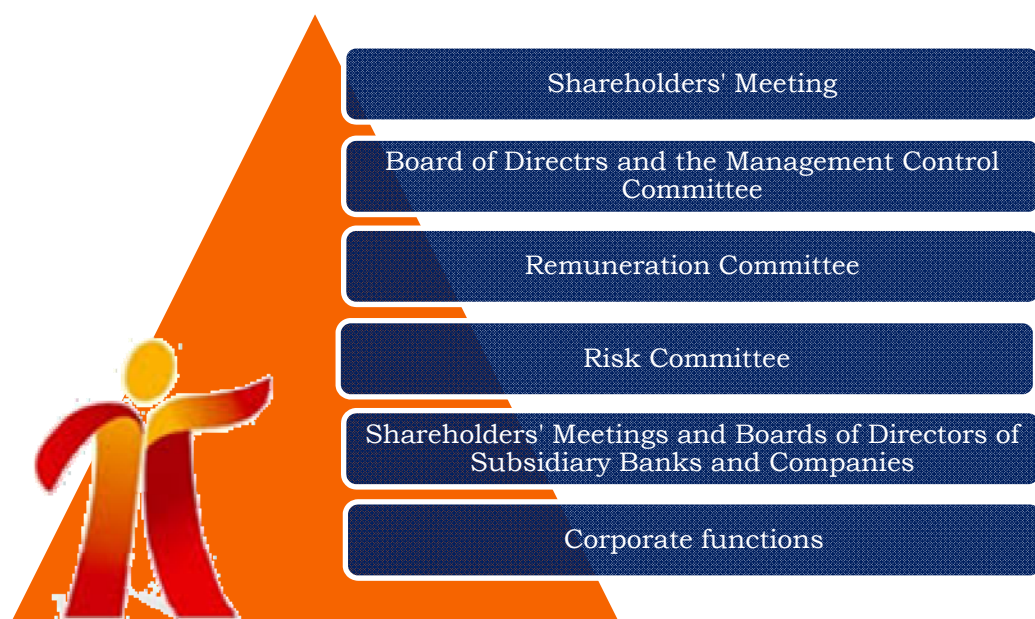 Shareholders' Meeting
Board of Directrs and the Management Control
Committee
Remuneration Committee
Risk Committee
Shareholders' Meetings and Boards of Directors of
Subsidiary Banks and Companies
Corporate functions